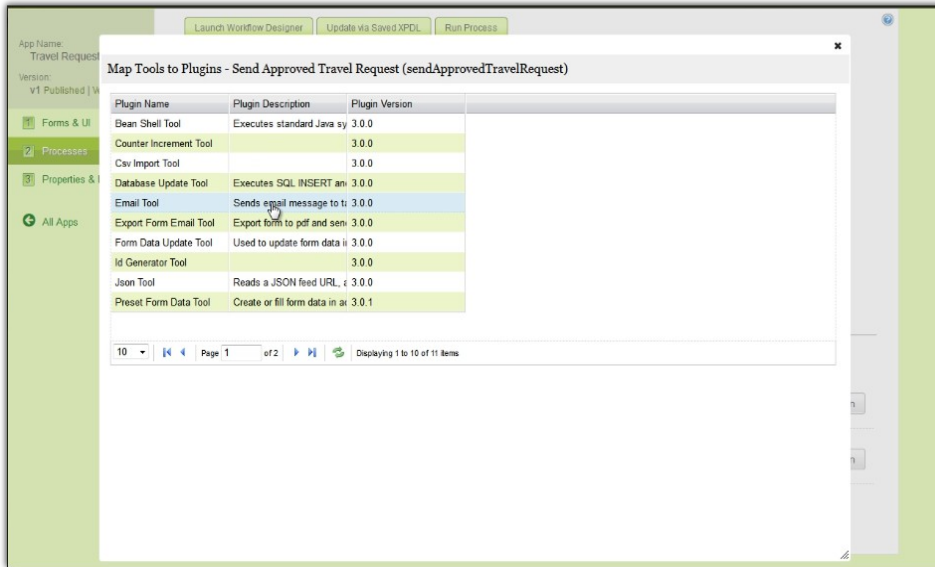 Launch Workflow Designer Update via Saved XPDL Run Process
App Name:
Travel Request
Version:
v1 Published |
1 Forms & UI
2 Processes
3 Properties &
All Apps
Map Tools to Plugins - Send Approved Travel Request (sendApprovedTravelRequest)
Plugin Name Plugin Description Plugin Version
Bean Shell Tool Executes standard Java sy 3.0.0
Counter Increment Tool 3.0.0
Csv Import Tool 3.0.0
Database Update Tool Executes SQL INSERT an 3.0.0
Email Tool Sends email message to ta 3.0.0
Export Form Email Tool Export form to pdf and sen 3.0.0
Form Data Update Tool Used to update form data i 3.0.0
Id Generator Tool 3.0.0
Json Tool Reads a JSON feed URL, a 3.0.0
Preset Form Data Tool Create or fill form data in ac 3.0.1
10 Page 1 of 2 Displaying 1 to 10 of 11 items